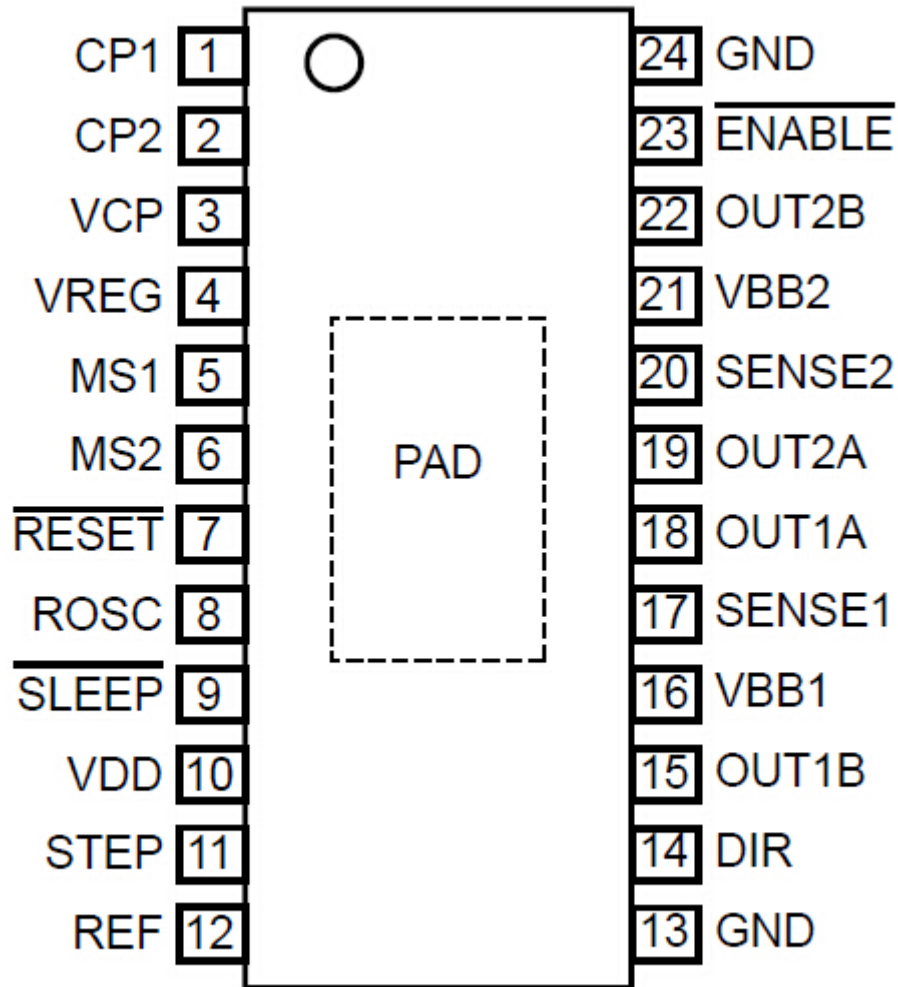 CP1 1
CP2 2
VCP 3
VREG 4
MS1 5
MS2 6
RESET 7
ROSC 8
SLEEP 9
VDD 10
STEP 11
REF 12
PAD
24 GND
23 ENABLE
22 OUT2B
21 VBB2
20 SENSE2
19 OUT2A
18 OUT1A
17 SENSE1
16 VBB1
15 OUT1B
14 DIR
13 GND